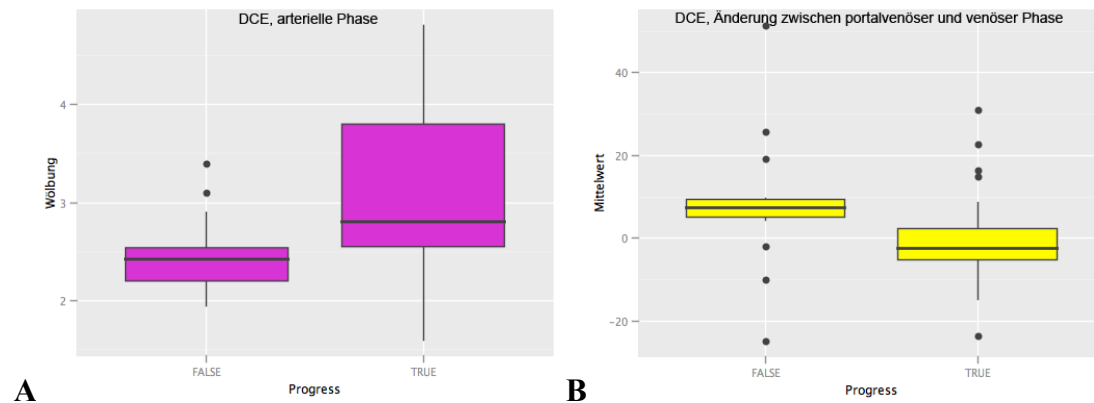 DCE, arterielle Phase
4
3
2
Wölbung
FALSE
TRUE
Progress
A
DCE, Änderung zwischen portalvenöser und venöser Phase
40
20
0
−20
Mittelwert
FALSE
TRUE
Progress
B